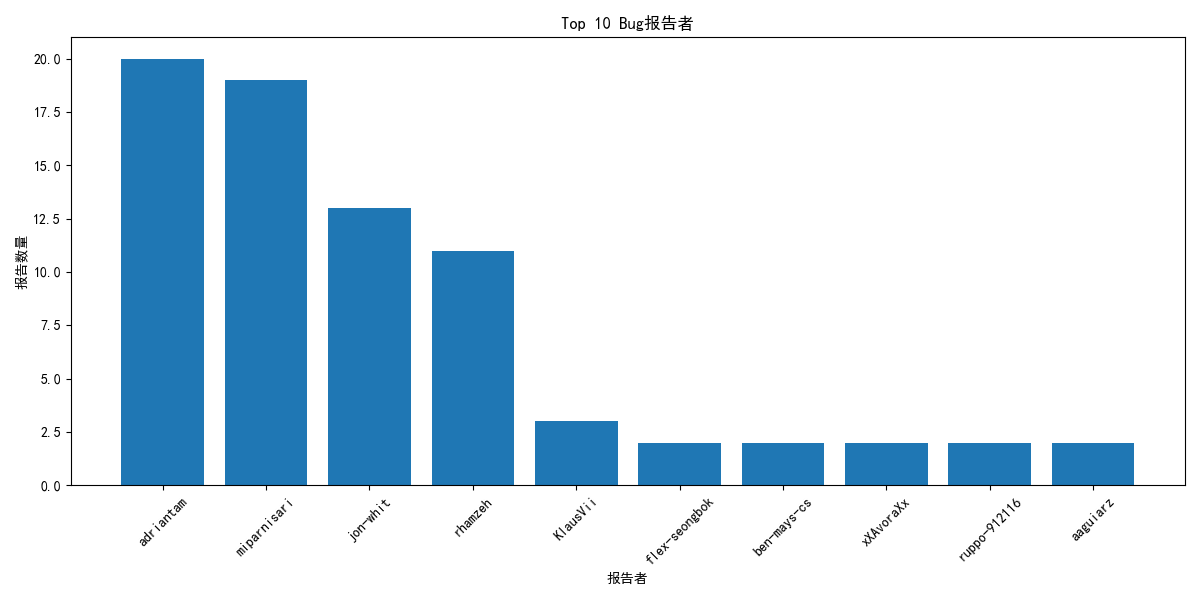 Top 10 Bug报告者
20.0
17.5
15.0
12.5
10.0
7.5
5.0
2.5
0.0
报告数量
adriantam
miparnisari
jon-whit
rhamzeh
KlausVii
flex-seongbok
ben-mays-cs
xXAvoraXx
ruppo-912116
aaguiarz
报告者